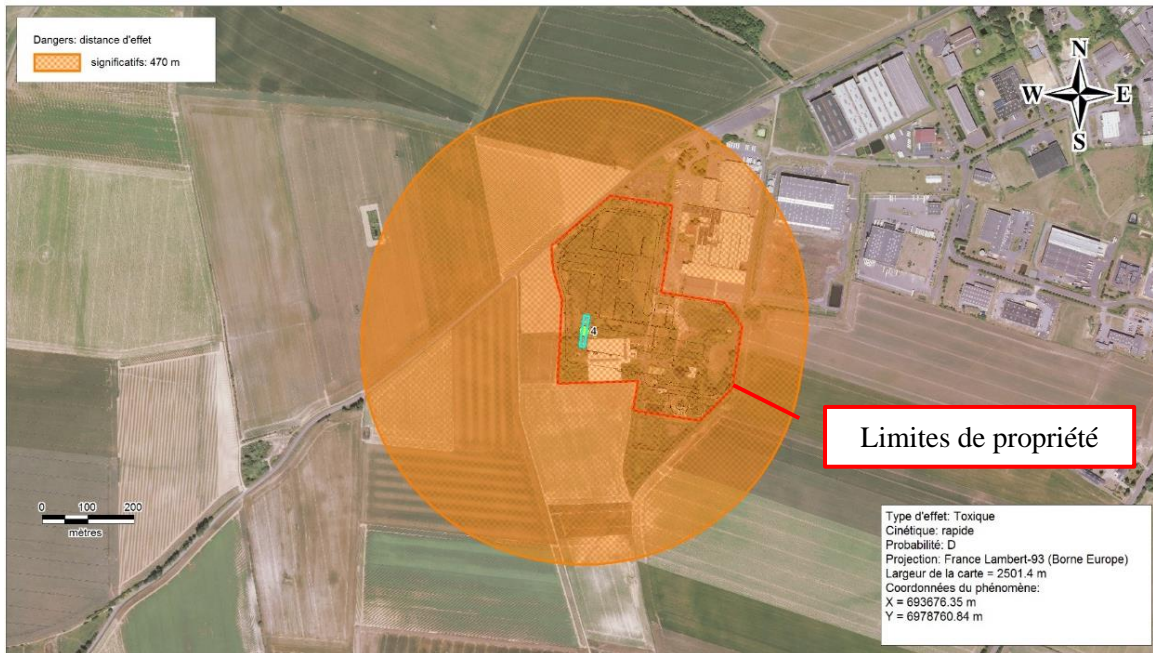 Dangers: distance d'effet
significatifs: 470 m
N
W E
S
4
Limites de propriété
0 100 200
mètres
Type d'effet: Toxique
Cinétique: rapide
Probabilité: D
Projection: France Lambert-93 (Borne Europe)
Largeur de la carte = 2501.4 m
Coordonnées du phénomène:
X = 693676.35 m
Y = 6978760.84 m